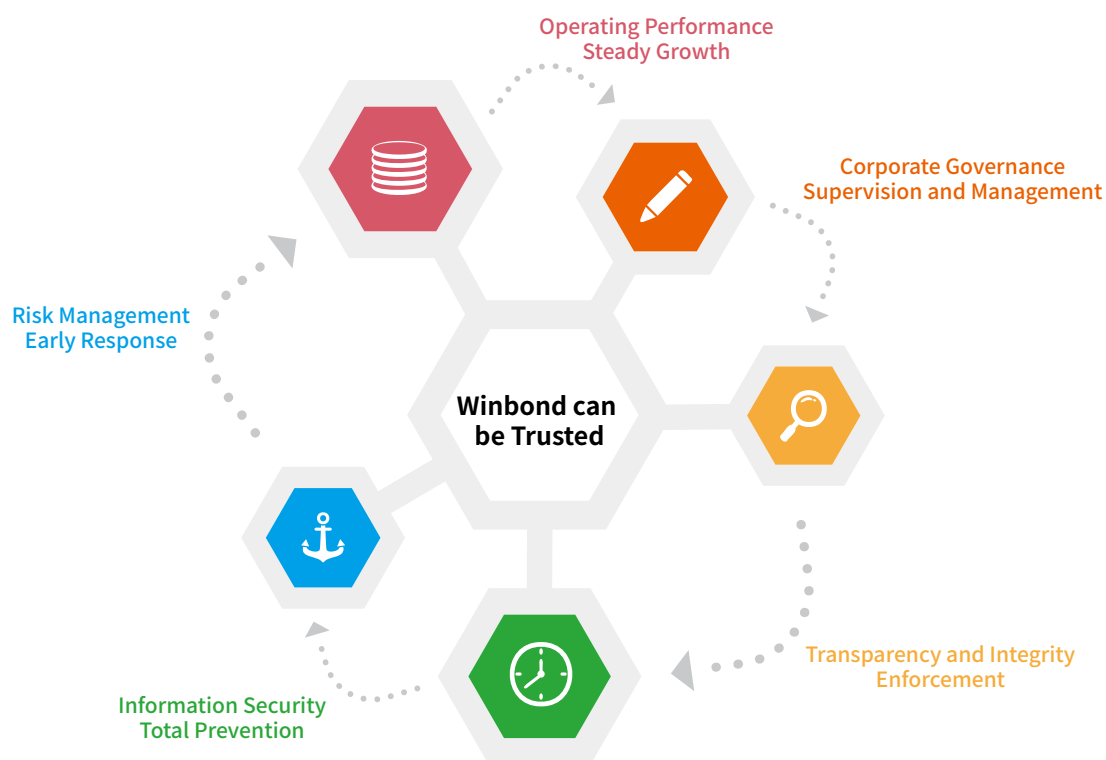 Operating Performance
Steady Growth
Corporate Governance
Supervision and Management
Risk Management
Early Response
Winbond can
be Trusted
Transparency and Integrity
Enforcement
Information Security
Total Prevention